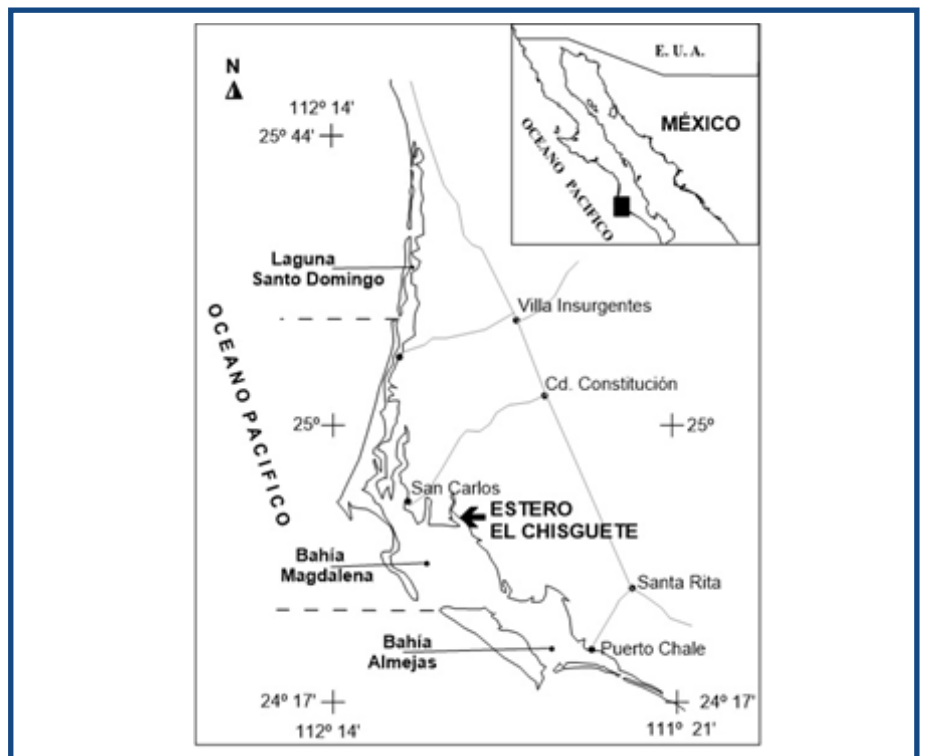 N
112º 14'
25º 44'
E. U. A.
MÉXICO
OCEANO PACIFICO
Laguna
Santo Domingo
OCEANO PACIFICO
Villa Insurgentes
Cd. Constitución
25º
25º
San Carlos
ESTERO
EL CHISGUETE
Bahía
Magdalena
Santa Rita
Bahía
Almejas
Puerto Chale
24º 17'
24º 17'
112º 14'
111º 21'